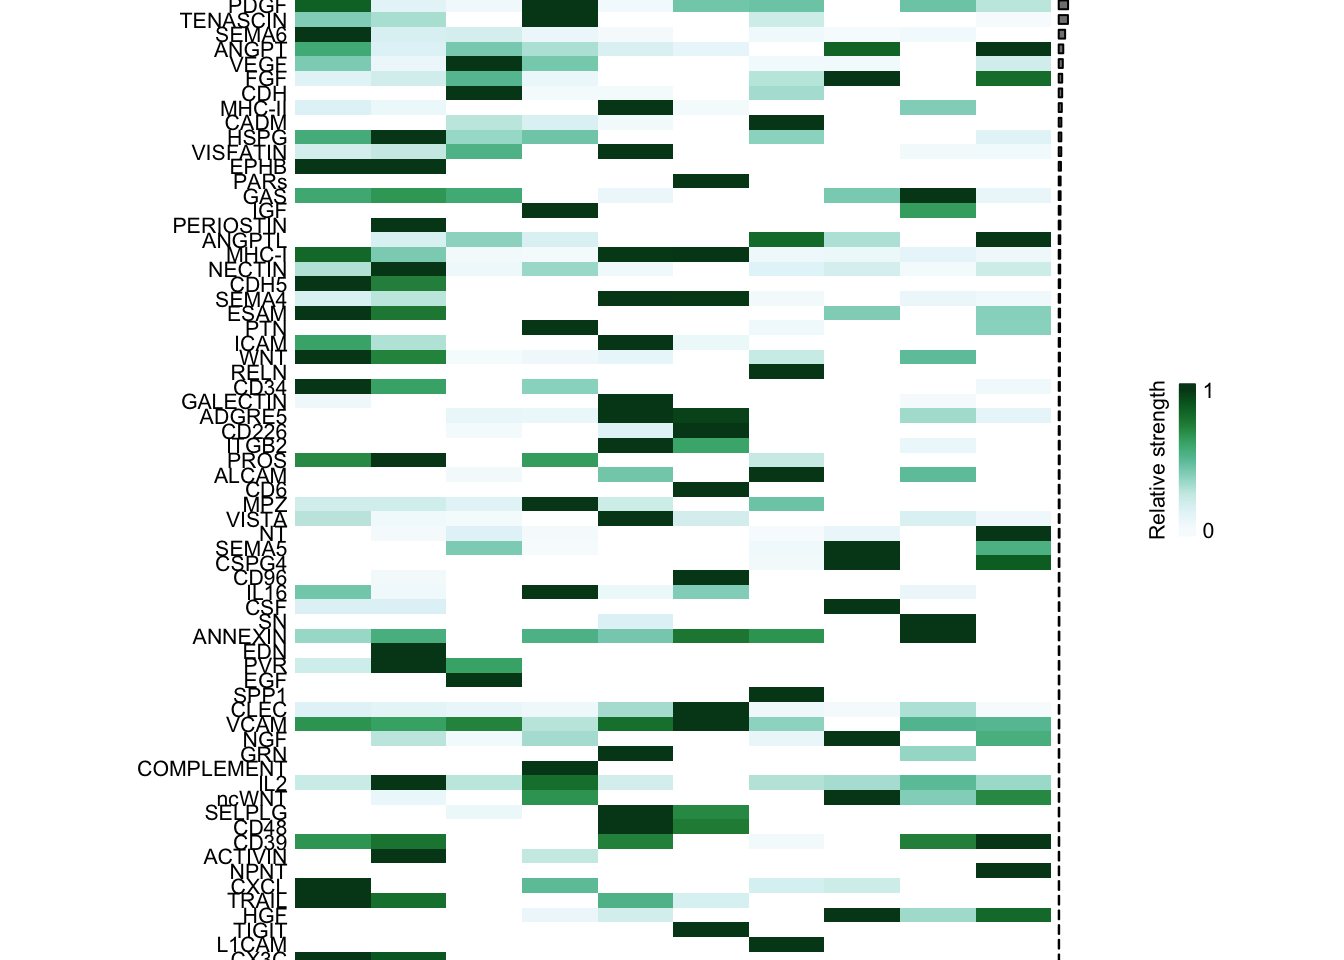 PDGF
TENASCIN
SEMA6
ANGPT
VEGF
FGF
CDH
MHC-II
CADM
HSPG
VISFATIN
EPHB
PARs
GAS
IGF
PERIOSTIN
ANGPTL
MHC-I
NECTIN
CDH5
SEMA4
ESAM
PTN
ICAM
WNT
RELN
CD34
GALECTIN
ADGRE5
CD226
ITGB2
PROS
ALCAM
CD6
MPZ
VISTA
NT
SEMA5
CSPG4
CD96
IL16
CSF
SN
ANNEXIN
EDN
PVR
EGF
SPP1
CLEC
VCAM
NGF
GRN
COMPLEMENT
IL2
ncWNT
SELPLG
CD48
CD39
ACTIVIN
NPNT
CXCL
TRAIL
HGF
TIGIT
L1CAM
CX3C
Relative strength
1
0